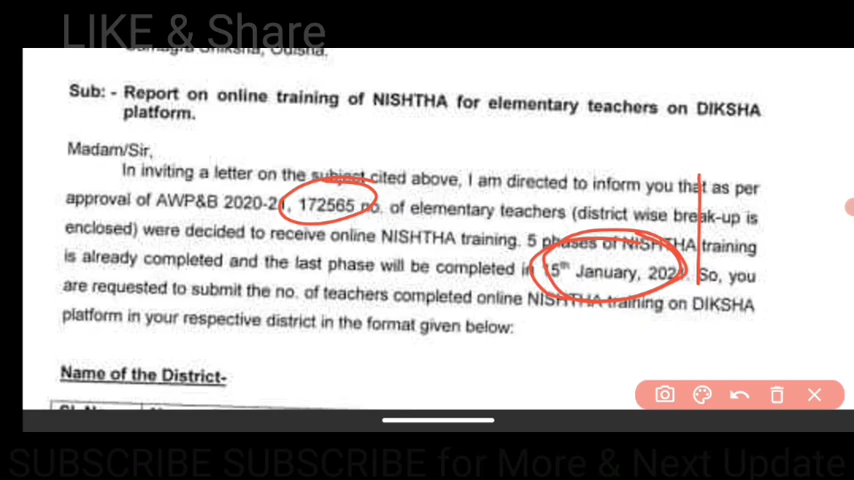 LIKE & Share
Samagra Shiksha, Odisha.
Sub: - Report on online training of NISHTHA for elementary teachers on DIKSHA
platform.
Madam/Sir,
In inviting a letter on the subject cited above, I am directed to inform you that as per
approval of AWP&B 2020-21, 172565 no. of elementary teachers (district wise break-up is
enclosed) were decided to receive online NISHTHA training. 5 phases of NISHTHA training
is already completed and the last phase will be completed in 15th January, 2021. So, you
are requested to submit the no. of teachers completed online NISHTHA training on DIKSHA
platform in your respective district in the format given below:
Name of the District-
SUBSCRIBE SUBSCRIBE for More & Next Update